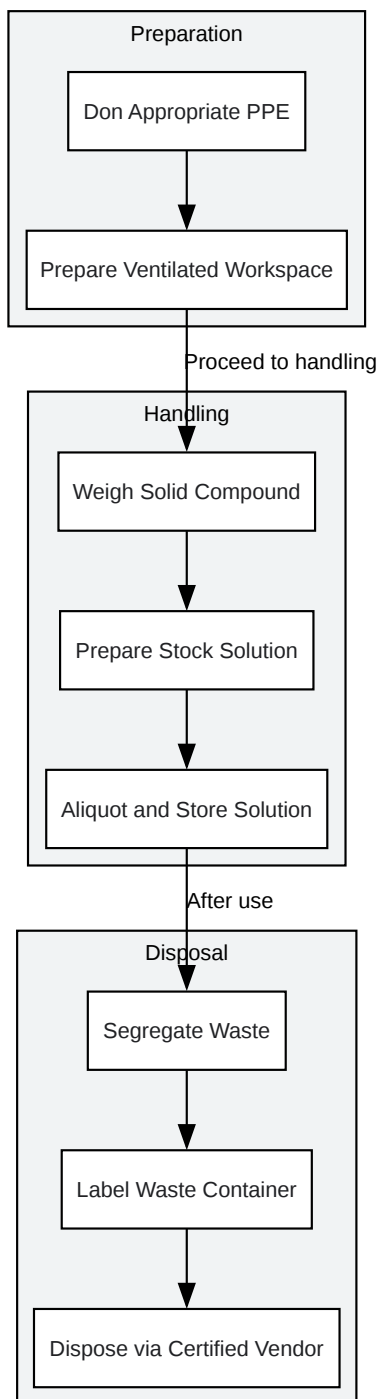 Preparation
Don Appropriate PPE
Prepare Ventilated Workspace
Proceed to handling
Handling
Weigh Solid Compound
Prepare Stock Solution
Aliquot and Store Solution
After use
Disposal
Segregate Waste
Label Waste Container
Dispose via Certified Vendor